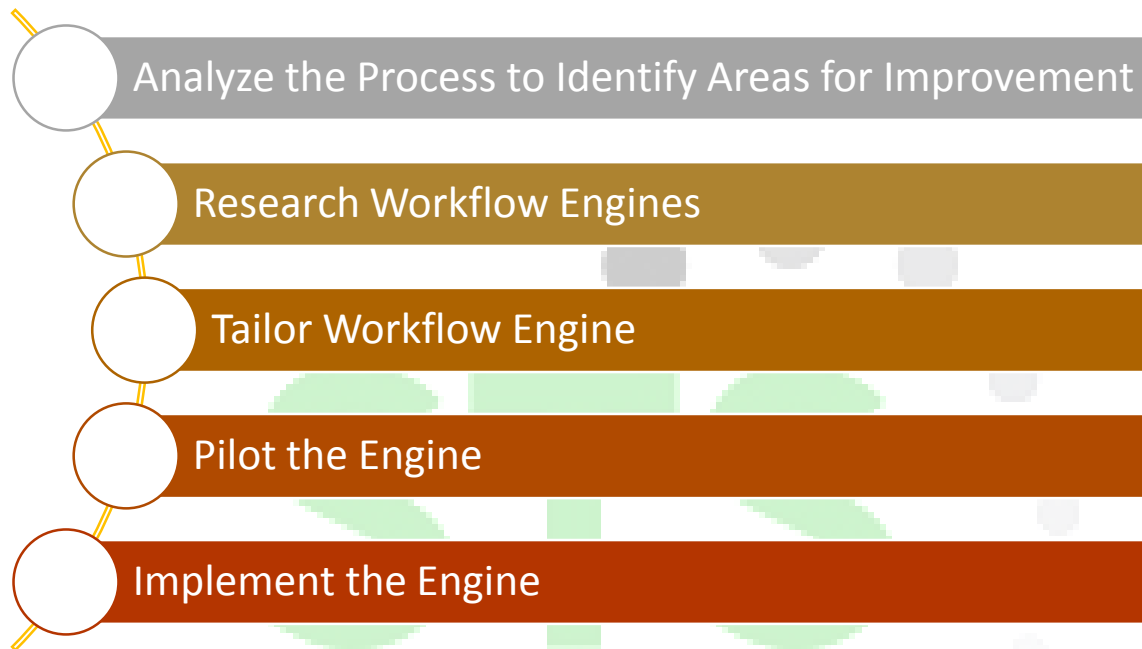 Analyze the Process to Identify Areas for Improvement
Research Workflow Engines
Tailor Workflow Engine
Pilot the Engine
Implement the Engine